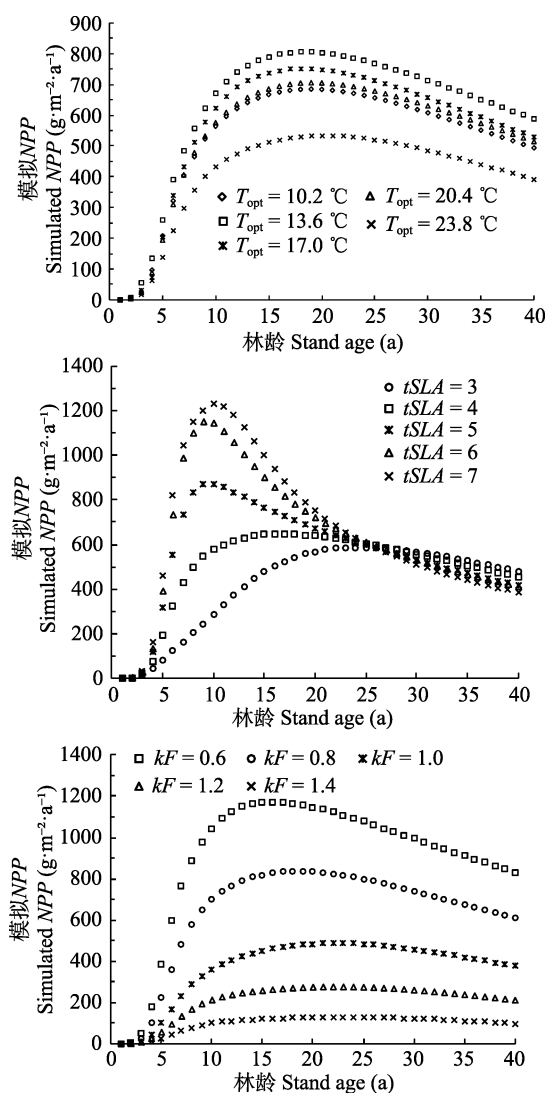 900
800
700
600
500
400
300
200
100
0
模拟NPP
Simulated NPP (g·m⁻²·a⁻¹)
Topt = 10.2 ℃
Topt = 13.6 ℃
Topt = 17.0 ℃
Topt = 20.4 ℃
Topt = 23.8 ℃
0 5 10 15 20 25 30 35 40
林龄 Stand age (a)
1400
1200
1000
800
600
400
200
0
模拟NPP
Simulated NPP (g·m⁻²·a⁻¹)
tSLA = 3
tSLA = 4
tSLA = 5
tSLA = 6
tSLA = 7
0 5 10 15 20 25 30 35 40
林龄 Stand age (a)
kF = 0.6 kF = 0.8 kF = 1.0
kF = 1.2 kF = 1.4
1400
1200
1000
800
600
400
200
0
模拟NPP
Simulated NPP (g·m⁻²·a⁻¹)
0 5 10 15 20 25 30 35 40
林龄 Stand age (a)